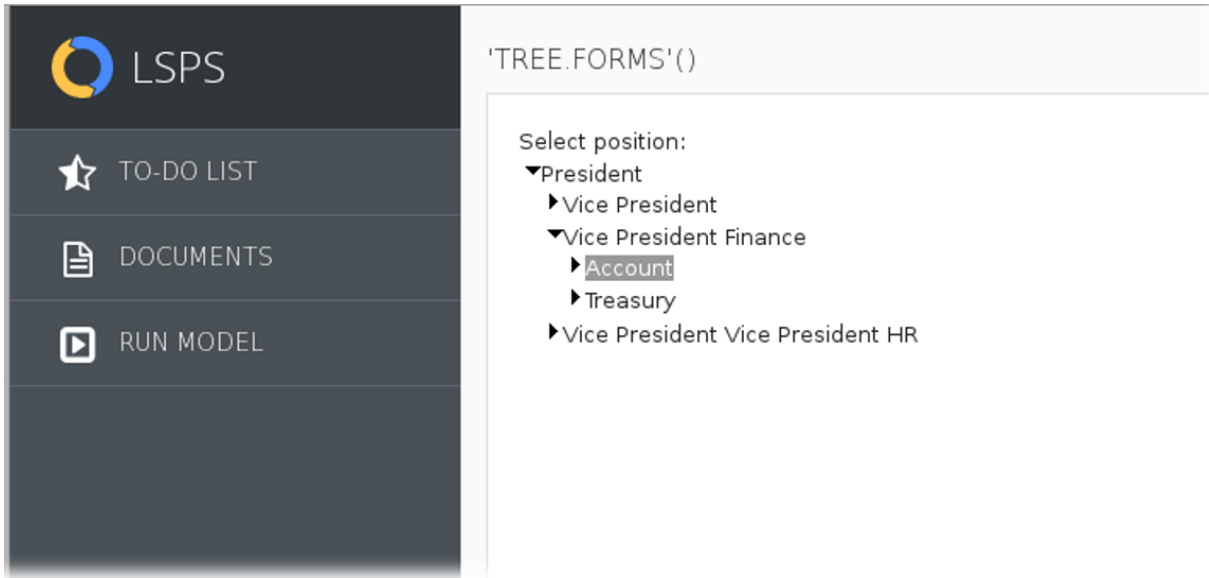 LSPS
TO-DO LIST
DOCUMENTS
RUN MODEL
'TREE.FORMS'()
Select position:
President
Vice President
Vice President Finance
Account
Treasury
Vice President Vice President HR